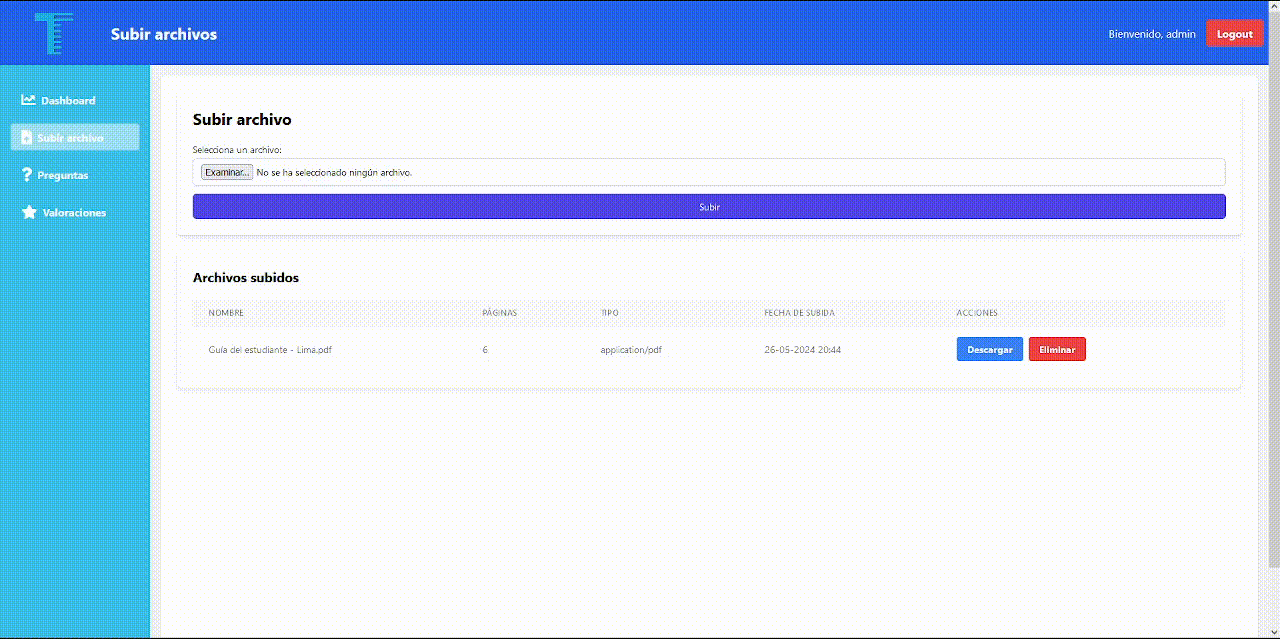 Subir archivos
Bienvenido, admin
Logout
Dashboard
Subir archivo
Preguntas
Valoraciones
Subir archivo
Selecciona un archivo:
Examinar... No se ha seleccionado ningún archivo.
Subir
Archivos subidos
NOMBRE PÁGINAS TIPO FECHA DE SUBIDA ACCIONES
Guía del estudiante - Lima.pdf 6 application/pdf 26-05-2024 20:44 Descargar Eliminar